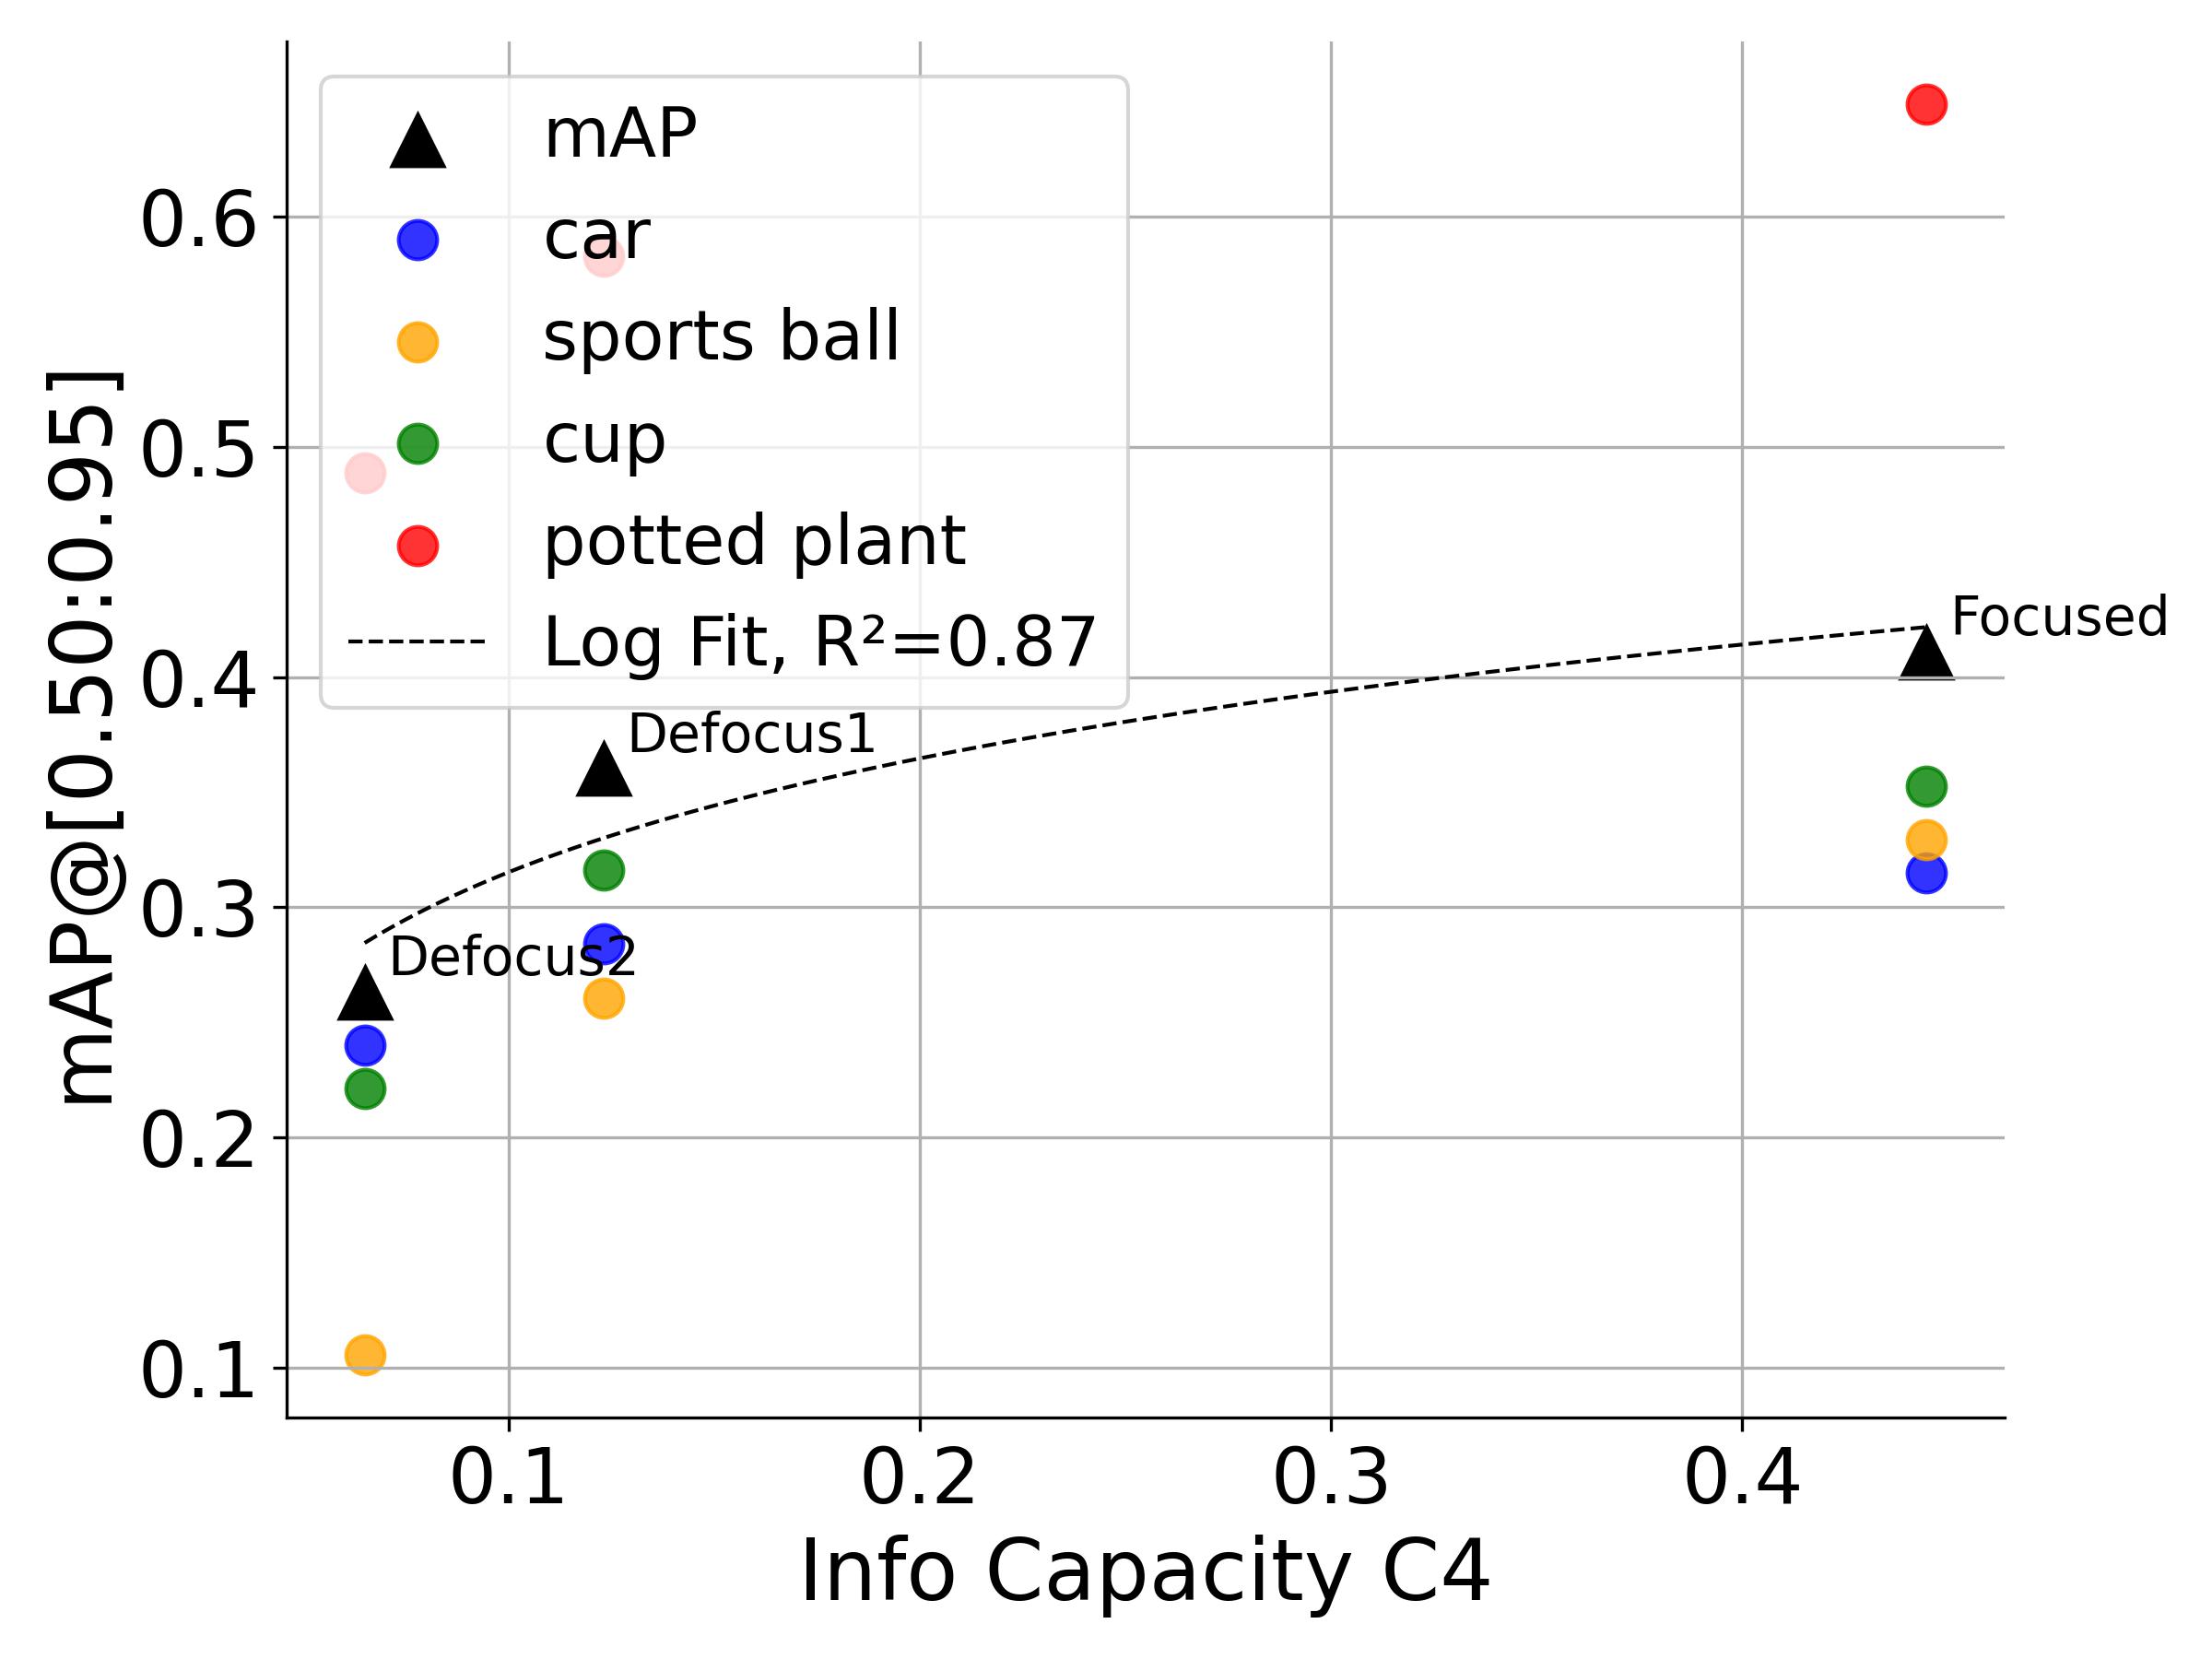 mAP
car
sports ball
cup
potted plant
Log Fit, R²=0.87
Focused
Defocus1
Defocus2
mAP@[0.50:0.95]
0.6
0.5
0.4
0.3
0.2
0.1
0.1 0.2 0.3 0.4
Info Capacity C4